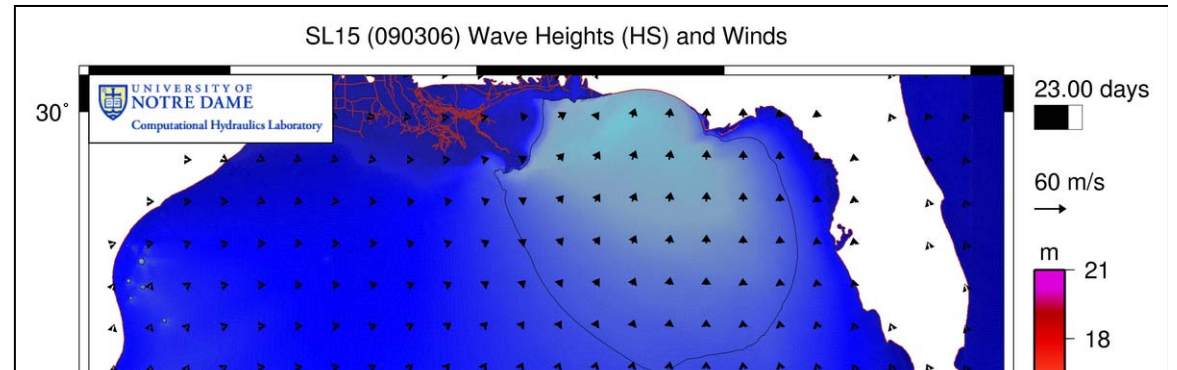 SL15 (090306) Wave Heights (HS) and Winds
UNIVERSITY OF
NOTRE DAME
Computational Hydraulics Laboratory
30°
23.00 days
60 m/s
m
21
18